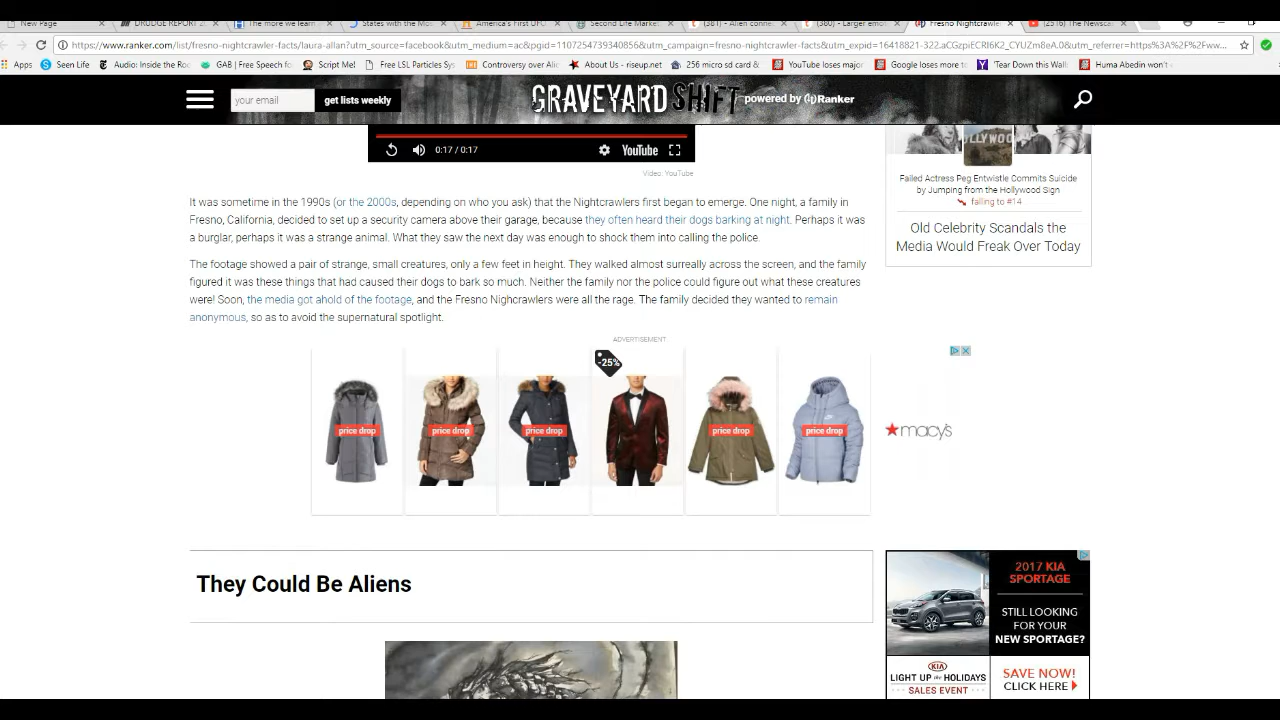 New Page
DRUDGE REPORT 2
The more we learn
States with the Mo
America's First UFO
Second Life Market
(381) - Alien conne
(380) - Larger emo
Fresno Nightcrawler
(2516) The Newsca
https://www.ranker.com/list/fresno-nightcrawler-facts/laura-allan?utm_source=facebook&utm_medium=ac&pgid=1107254739340856&utm_campaign=fresno-nightcrawler-facts&utm_expid=16418821-322.aCGzpiECRI6K2_CYUZm8eA.0&utm_referrer=https%3A%2F%2Fww...
Apps
Seen Life
Audio: Inside the Roc
GAB | Free Speech fo
Script Me!
Free LSL Particles Sys
Controversy over Alie
About Us - riseup.net
256 micro sd card &
YouTube loses major
Google loses more to
'Tear Down this Wall
Huma Abedin won't
your email
get lists weekly
GRAVEYARD SHIFT powered by Ranker
0:17 / 0:17
YouTube
Video: YouTube
It was sometime in the 1990s (or the 2000s, depending on who you ask) that the Nightcrawlers first began to emerge. One night, a family in
Fresno, California, decided to set up a security camera above their garage, because they often heard their dogs barking at night. Perhaps it was
a burglar, perhaps it was a strange animal. What they saw the next day was enough to shock them into calling the police.
The footage showed a pair of strange, small creatures, only a few feet in height. They walked almost surreally across the screen, and the family
figured it was these things that had caused their dogs to bark so much. Neither the family nor the police could figure out what these creatures
were! Soon, the media got ahold of the footage, and the Fresno Nighcrawlers were all the rage. The family decided they wanted to remain
anonymous, so as to avoid the supernatural spotlight.
HOLLYWOO
Failed Actress Peg Entwistle Commits Suicide
by Jumping from the Hollywood Sign
falling to #14
Old Celebrity Scandals the
Media Would Freak Over Today
ADVERTISEMENT
-25%
price drop
price drop
price drop
price drop
price drop
price drop
macy's
They Could Be Aliens
2017 KIA
SPORTAGE
STILL LOOKING
FOR YOUR
NEW SPORTAGE?
KIA
LIGHT UP the HOLIDAYS
SALES EVENT
SAVE NOW!
CLICK HERE